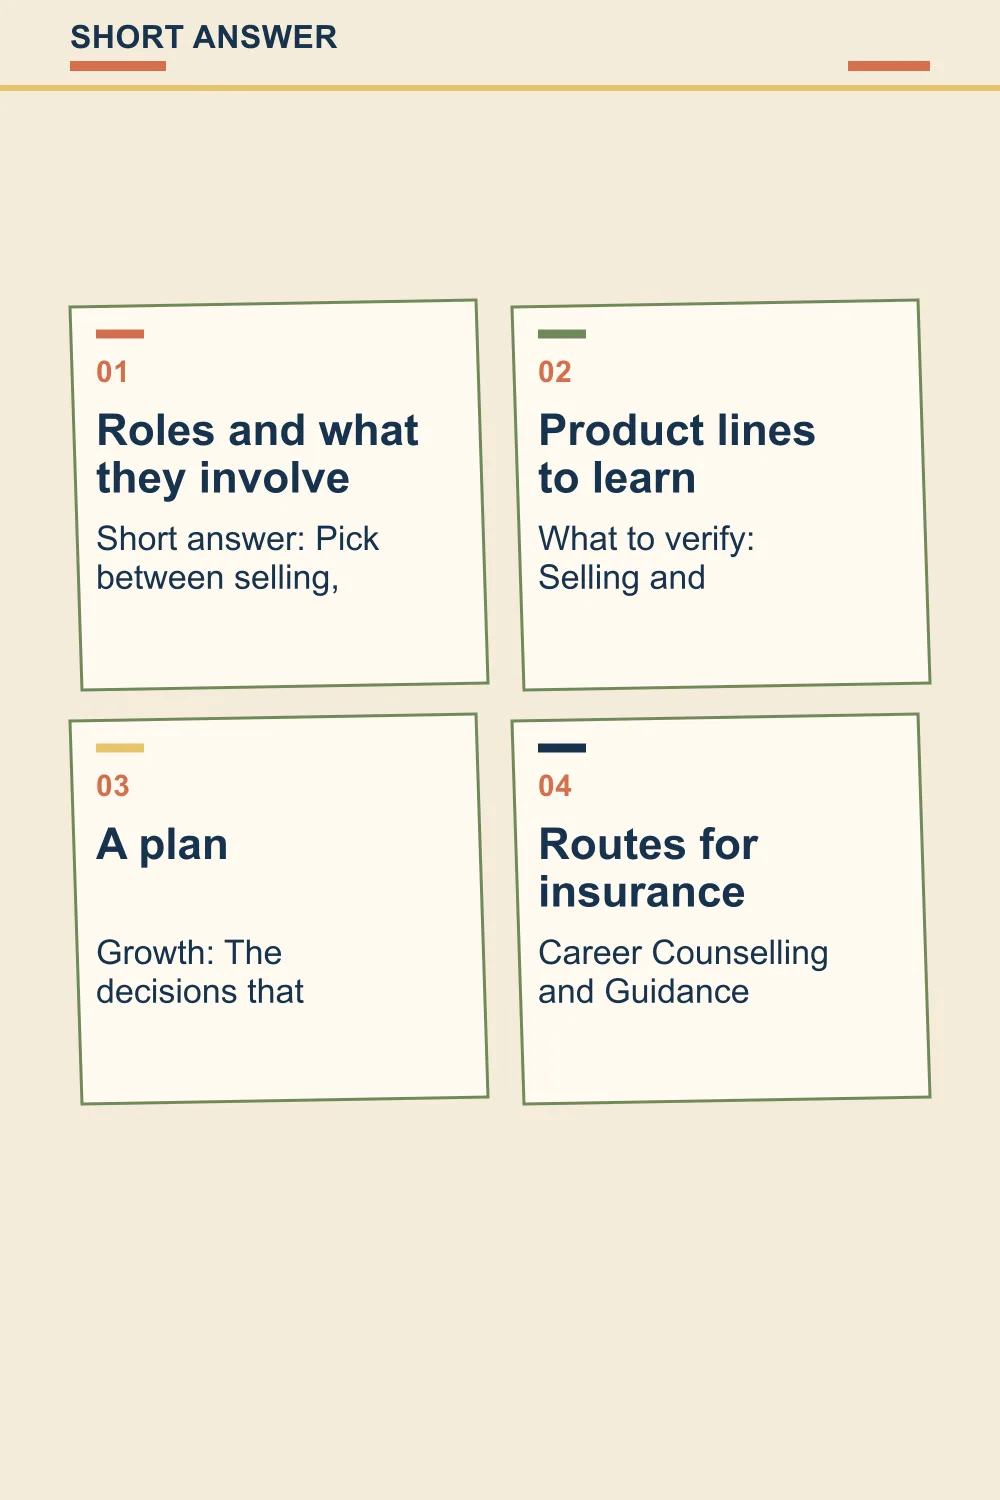 SHORT ANSWER
01
Roles and what
they involve
Short answer: Pick
between selling,
02
Product lines
to learn
What to verify:
Selling and
03
A plan
Growth: The
decisions that
04
Routes for
insurance
Career Counselling
and Guidance